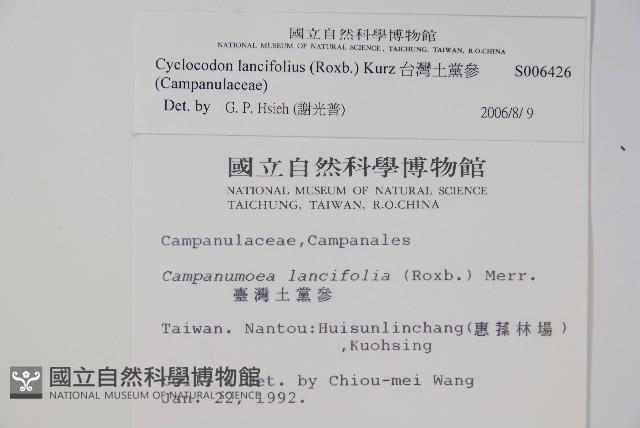 國立自然科學博物館
NATIONAL MUSEUM OF NATURAL SCIENCE, TAICHUNG, TAIWAN, R.O.CHINA
Cyclocodon lancifolius (Roxb.) Kurz 台灣土黨參 S006426
(Campanulaceae)
Det. by G. P. Hsieh (謝光普) 2006/8/9
國立自然科學博物館
NATIONAL MUSEUM OF NATURAL SCIENCE
TAICHUNG, TAIWAN, R.O.CHINA
Campanulaceae,Campanales
Campanumoea lancifolia (Roxb.) Merr.
臺灣土黨參
Taiwan. Nantou:Huisunlinchang(惠蓀林場)
,Kuohsing
et. by Chiou-mei Wang
Jan. 22, 1992.
國立自然科學博物館
NATIONAL MUSEUM OF NATURAL SCIENCE